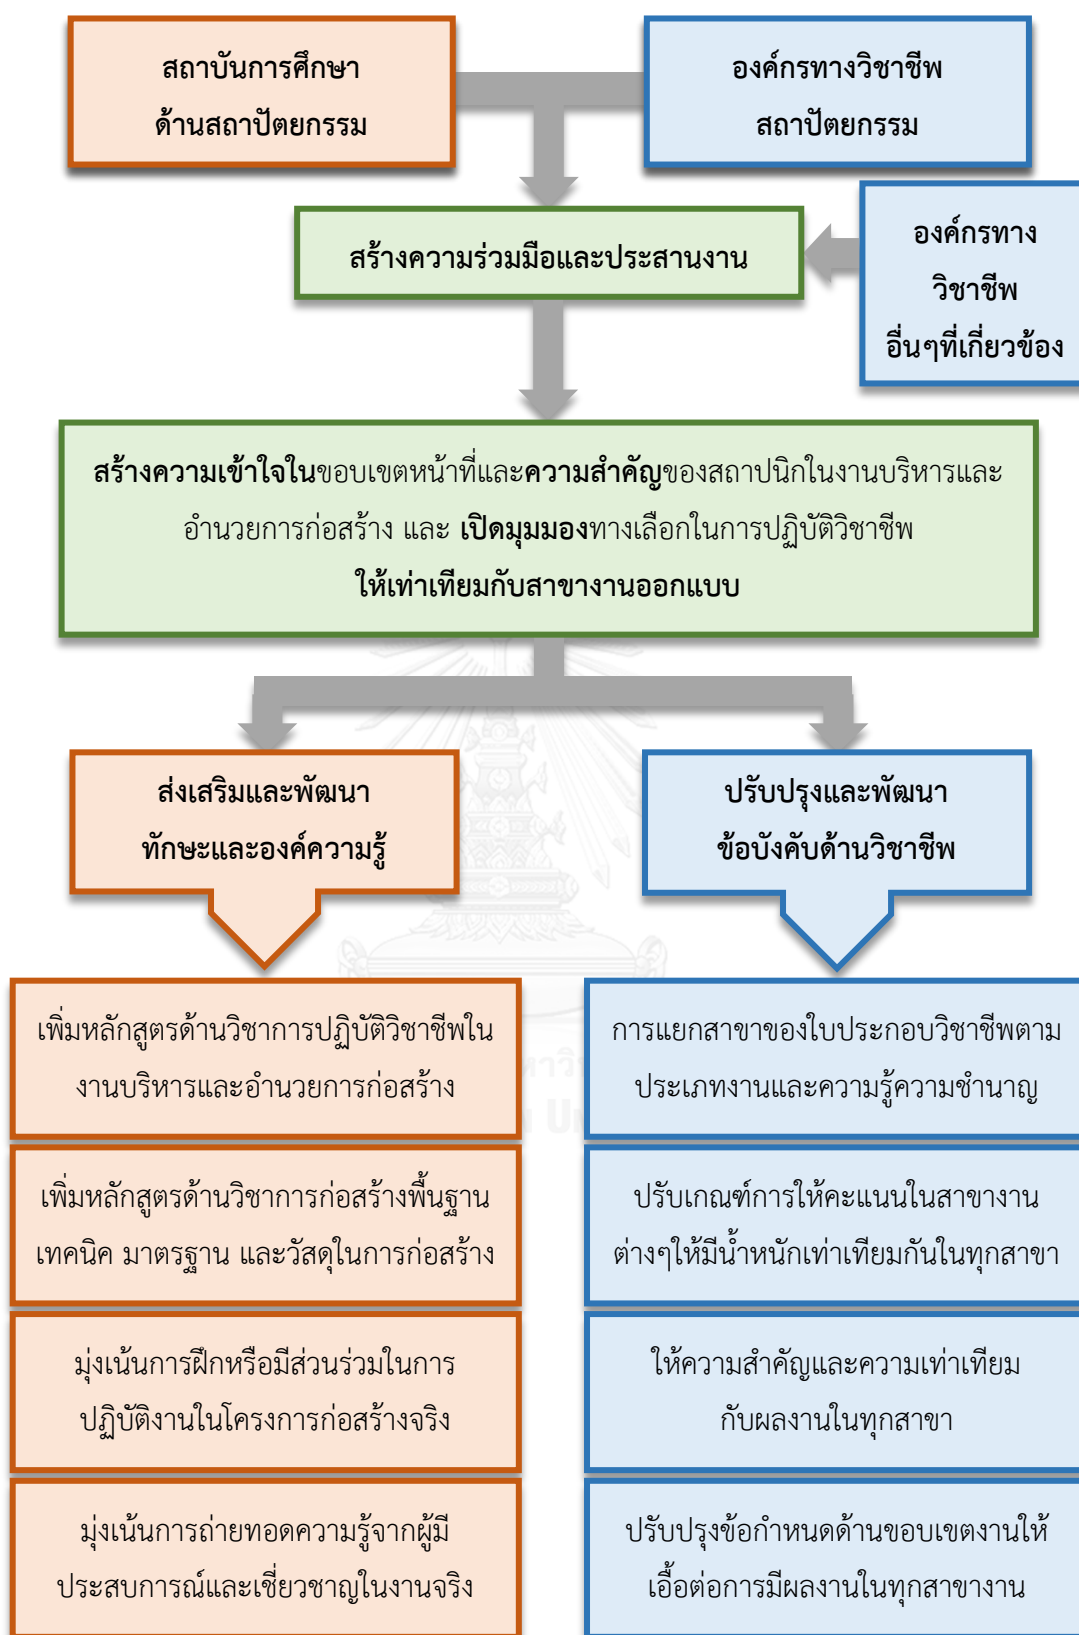 สถาบันการศึกษา
ด้านสถาปัตยกรรม
องค์กรทางวิชาชีพ
สถาปัตยกรรม
สร้างความร่วมมือและประสานงาน
องค์กรทาง
วิชาชีพ
อื่นๆที่เกี่ยวข้อง
สร้างความเข้าใจในขอบเขตหน้าที่และความสำคัญของสถาปนิกในงานบริหารและ
อำนวยการก่อสร้าง และ เปิดมุมมองทางเลือกในการปฏิบัติวิชาชีพ
ให้เท่าเทียมกับสาขางานออกแบบ
ส่งเสริมและพัฒนา
ทักษะและองค์ความรู้
ปรับปรุงและพัฒนา
ข้อบังคับด้านวิชาชีพ
เพิ่มหลักสูตรด้านวิชาการปฏิบัติวิชาชีพใน
งานบริหารและอำนวยการก่อสร้าง
เพิ่มหลักสูตรด้านวิชาการก่อสร้างพื้นฐาน
เทคนิค มาตรฐาน และวัสดุในการก่อสร้าง
มุ่งเน้นการฝึกหรือมีส่วนร่วมในการ
ปฏิบัติงานในโครงการก่อสร้างจริง
มุ่งเน้นการถ่ายทอดความรู้จากผู้มี
ประสบการณ์และเชี่ยวชาญในงานจริง
การแยกสาขาของใบประกอบวิชาชีพตาม
ประเภทงานและความรู้ความชำนาญ
ปรับเกณฑ์การให้คะแนนในสาขางาน
ต่างๆให้มีน้ำหนักเท่าเทียมกันในทุกสาขา
ให้ความสำคัญและความเท่าเทียม
กับผลงานในทุกสาขา
ปรับปรุงข้อกำหนดด้านขอบเขตงานให้
เอื้อต่อการมีผลงานในทุกสาขางาน